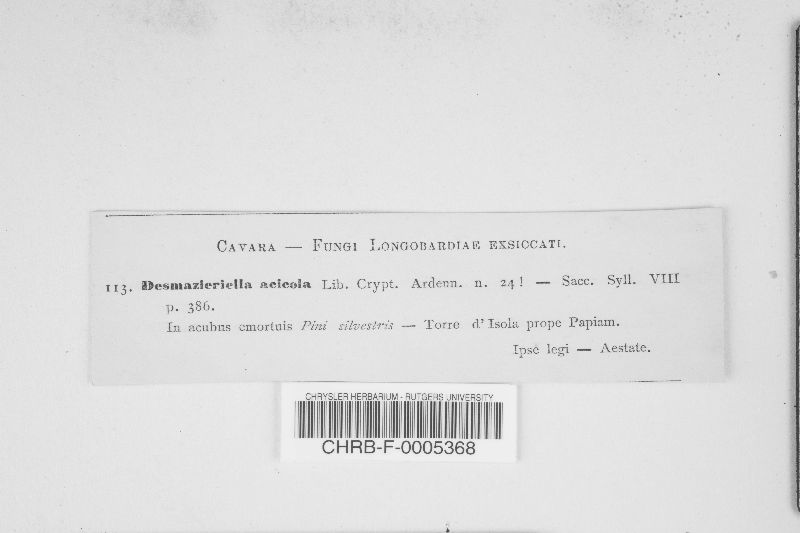 CAVARA — FUNGI LONGOBARDIAE EXSICCATI.
113. Desmazieriella acicola Lib. Crypt. Ardenn. n. 24! — Sacc. Syll. VIII
p. 386.
In acubus emortuis Pini silvestris — Torre d'Isola prope Papiam.
Ipse legi — Aestate.
CHRYSLER HERBARIUM - RUTGERS UNIVERSITY
CHRB-F-0005368